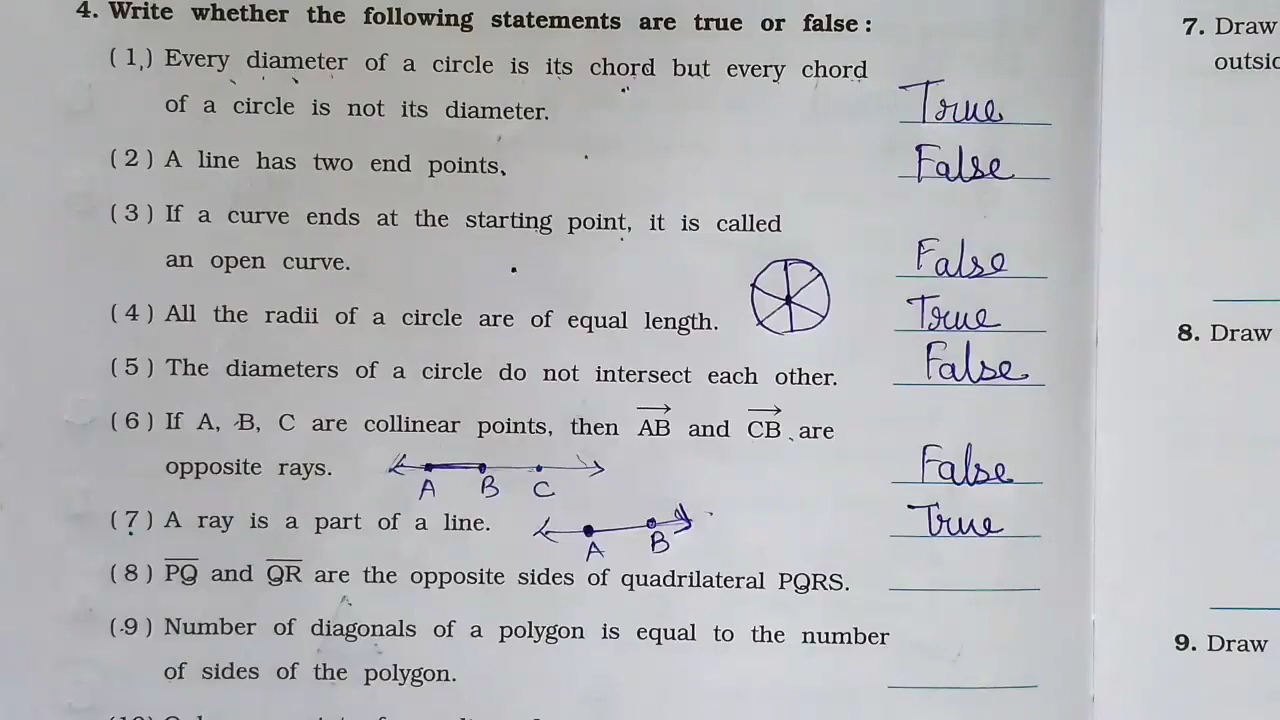 4. Write whether the following statements are true or false :
(1) Every diameter of a circle is its chord but every chord
of a circle is not its diameter. True
(2) A line has two end points. False
(3) If a curve ends at the starting point, it is called
an open curve. False
(4) All the radii of a circle are of equal length. True
(5) The diameters of a circle do not intersect each other. False
(6) If A, B, C are collinear points, then AB and CB are
opposite rays. False
A B C
(7) A ray is a part of a line. True
A B
(8) PQ and QR are the opposite sides of quadrilateral PQRS.
(9) Number of diagonals of a polygon is equal to the number
of sides of the polygon.
7. Draw
8. Draw
9. Draw